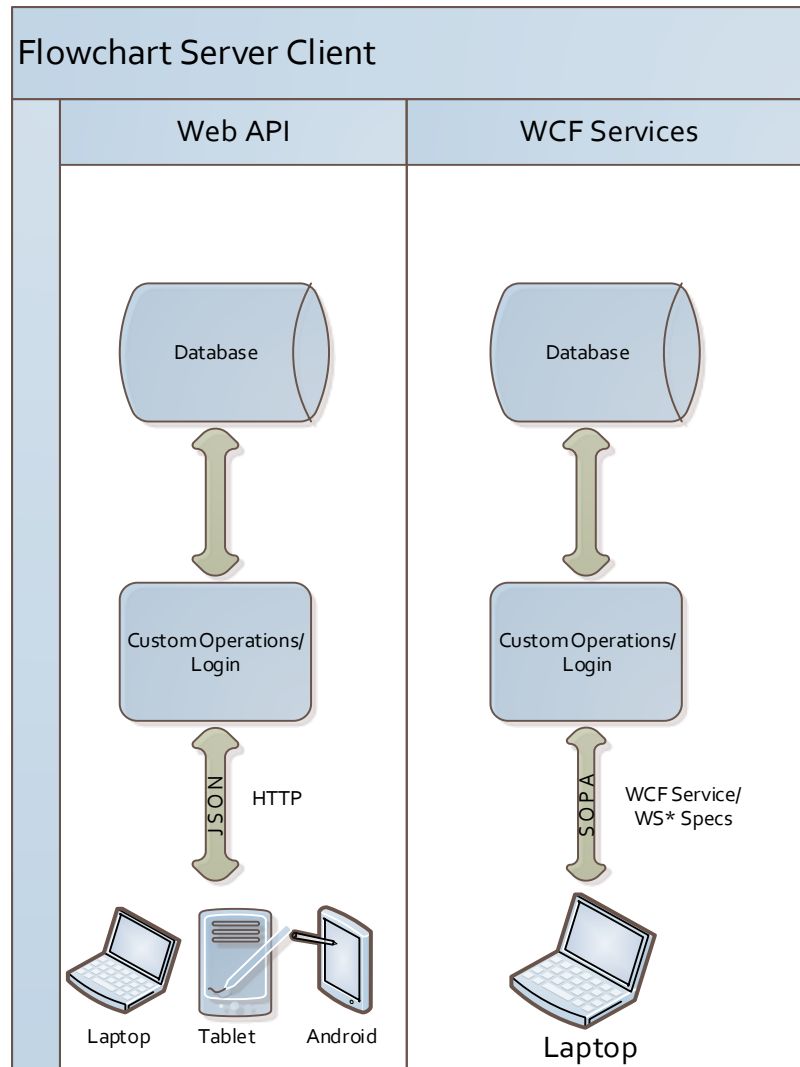 Flowchart Server Client
Web API
WCF Services
Database
Database
Custom Operations/
Login
Custom Operations/
Login
JSON
HTTP
SOPA
WCF Service/
WS* Specs
Laptop
Tablet
Android
Laptop